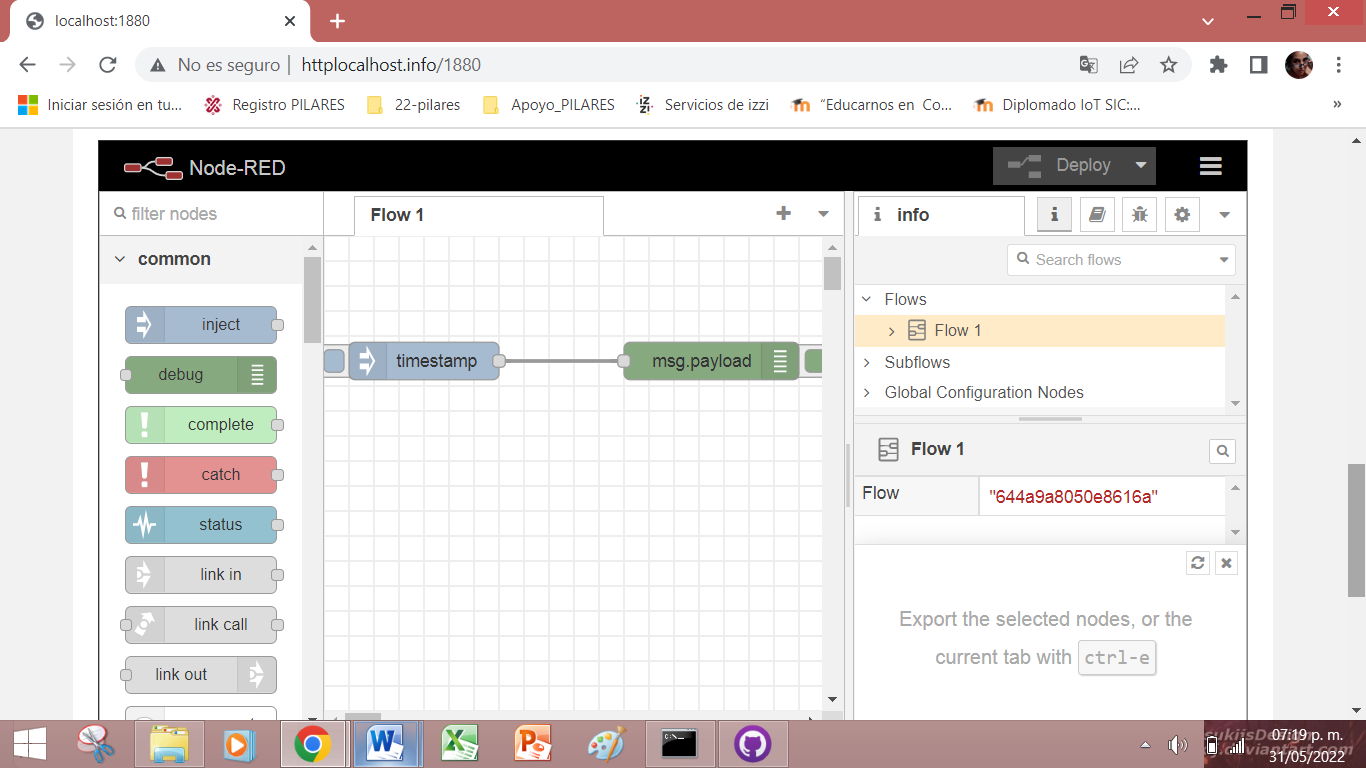 localhost:1880
No es seguro httplocalhost.info/1880
Iniciar sesión en tu... Registro PILARES 22-pilares Apoyo_PILARES Servicios de izzi "Educarnos en Co... Diplomado IoT SIC:... »
Node-RED Deploy
filter nodes Flow 1 i info i
common Search flows
inject Flows
Flow 1
timestamp msg.payload
debug Subflows
Global Configuration Nodes
complete
Flow 1
catch
Flow "644a9a8050e8616a"
status
link in
Export the selected nodes, or the
link call
current tab with ctrl-e
link out
07:19 p. m.
31/05/2022